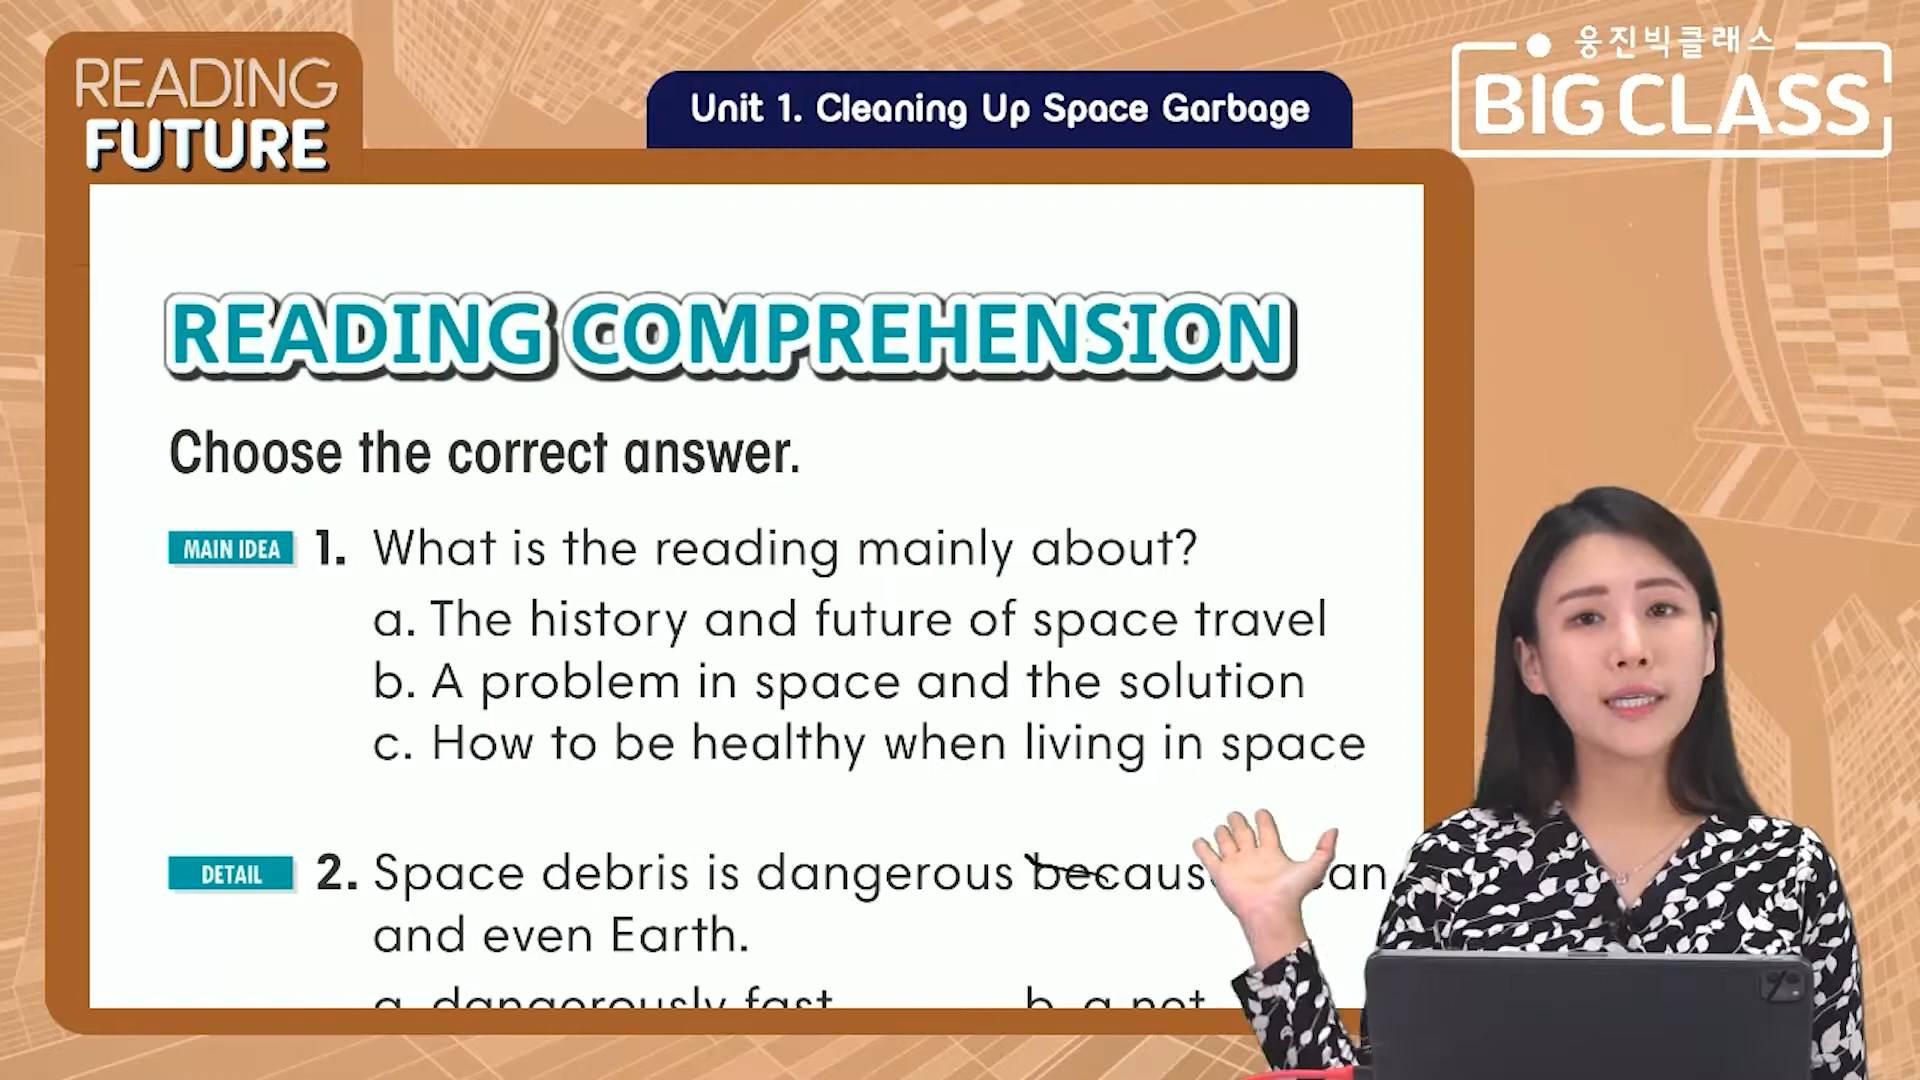 READING
FUTURE
Unit 1. Cleaning Up Space Garbage
웅진빅클래스
BIG CLASS
READING COMPREHENSION
Choose the correct answer.
MAIN IDEA 1. What is the reading mainly about?
a. The history and future of space travel
b. A problem in space and the solution
c. How to be healthy when living in space
DETAIL 2. Space debris is dangerous
and even Earth.
a. dangerously fast b. a net